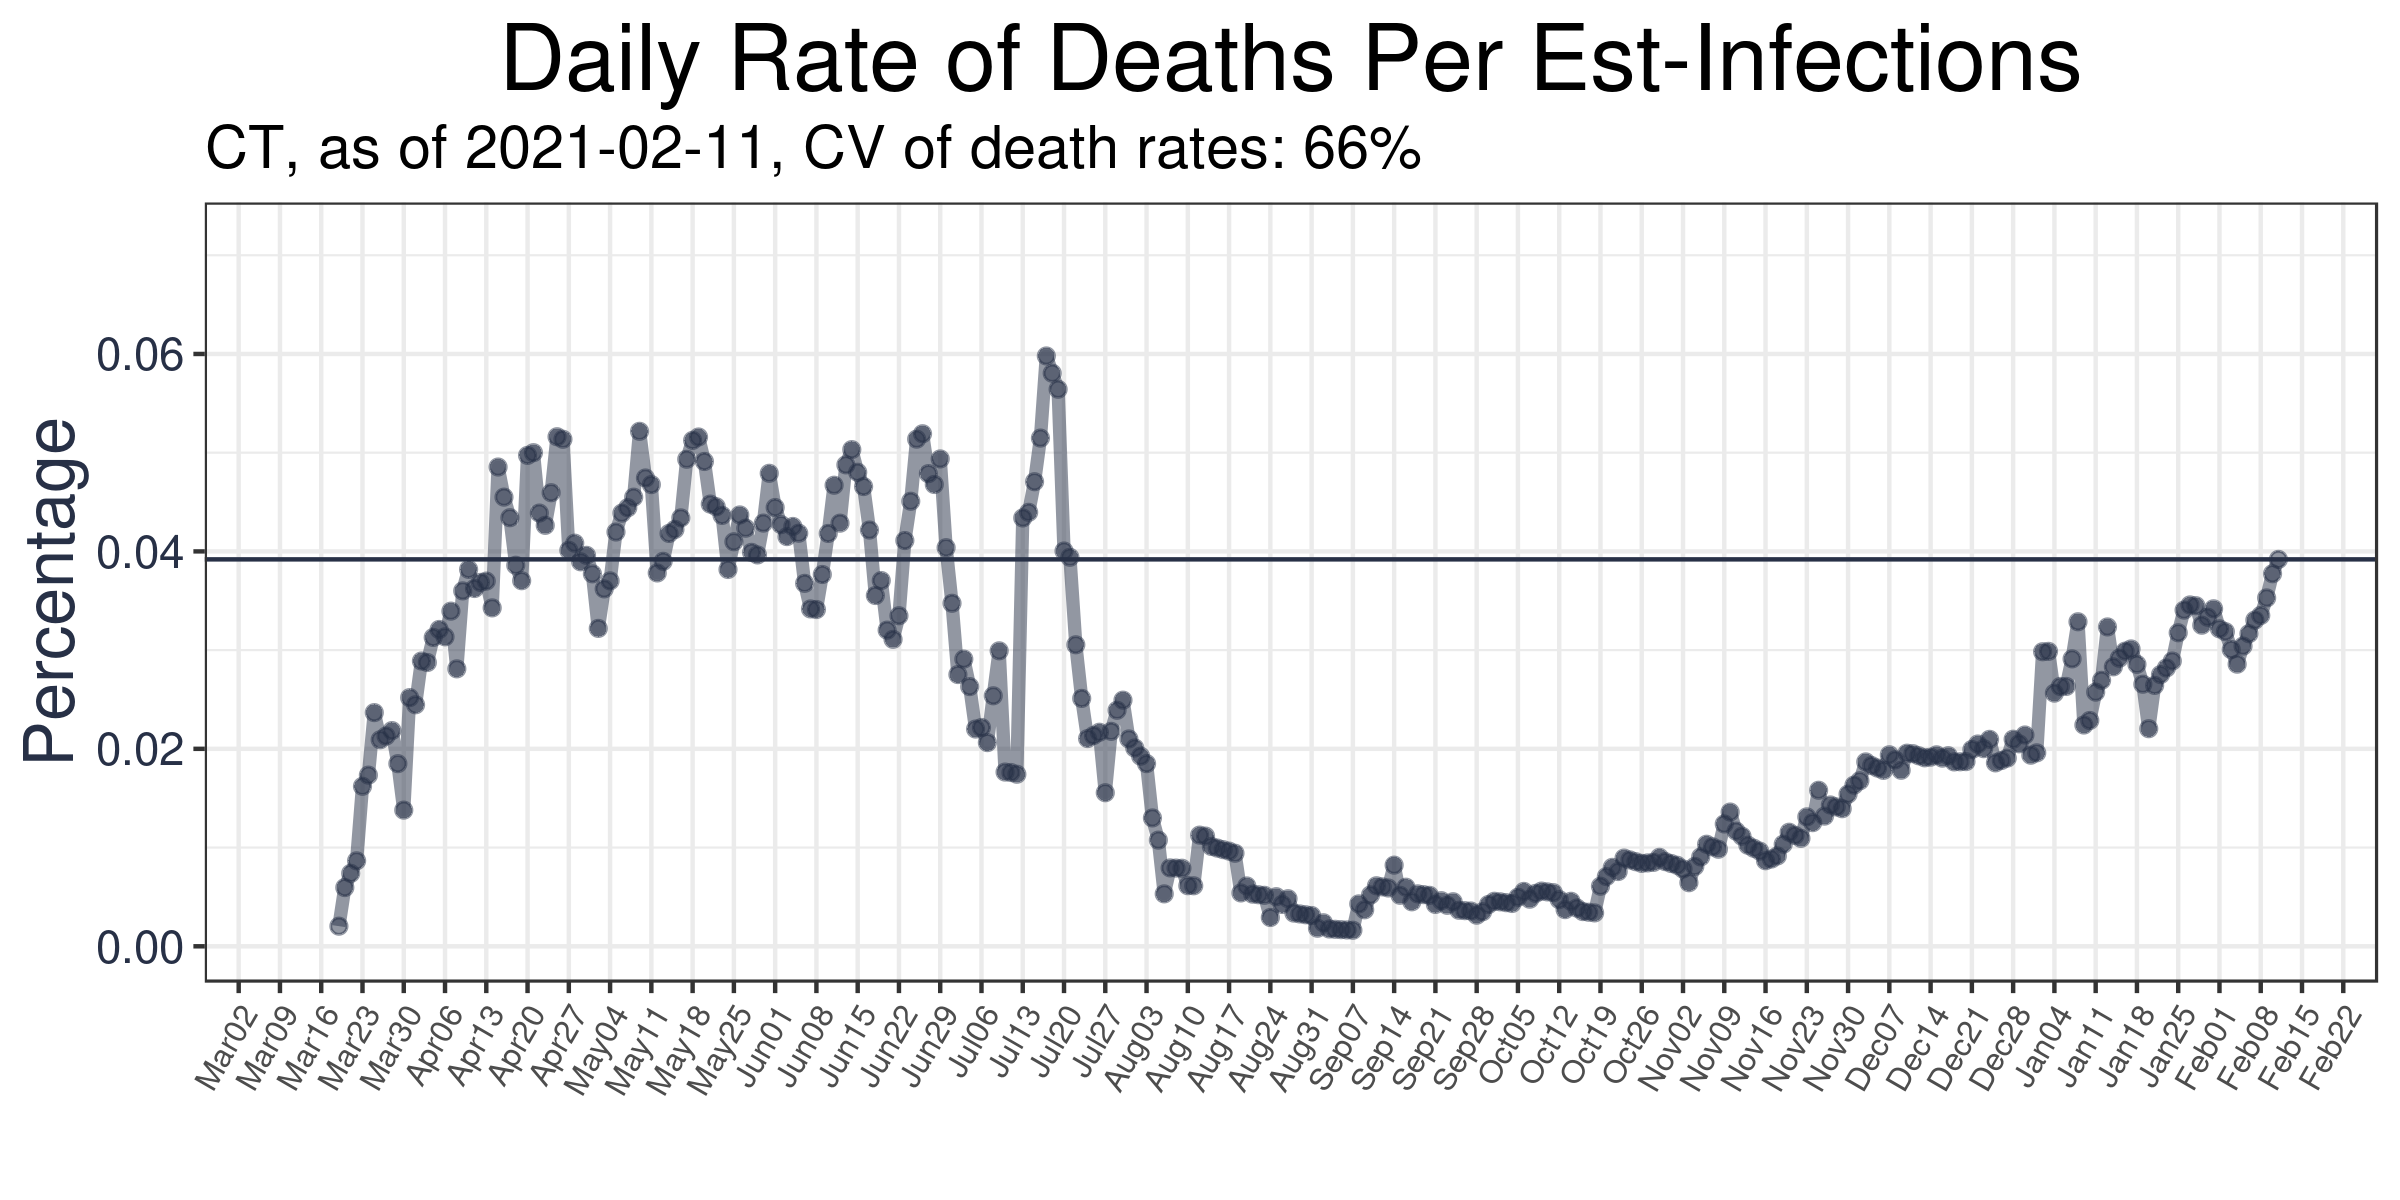 Daily Rate of Deaths Per Est-Infections
CT, as of 2021-02-11, CV of death rates: 66%
Percentage
0.06
0.04
0.02
0.00
Mar02 Mar09 Mar16 Mar23 Mar30 Apr06 Apr13 Apr20 Apr27 May04 May11 May18 May25 Jun01 Jun08 Jun15 Jun22 Jun29 Jul06 Jul13 Jul20 Jul27 Aug03 Aug10 Aug17 Aug24 Aug31 Sep07 Sep14 Sep21 Sep28 Oct05 Oct12 Oct19 Oct26 Nov02 Nov09 Nov16 Nov23 Nov30 Dec07 Dec14 Dec21 Dec28 Jan04 Jan11 Jan18 Jan25 Feb01 Feb08 Feb15 Feb22